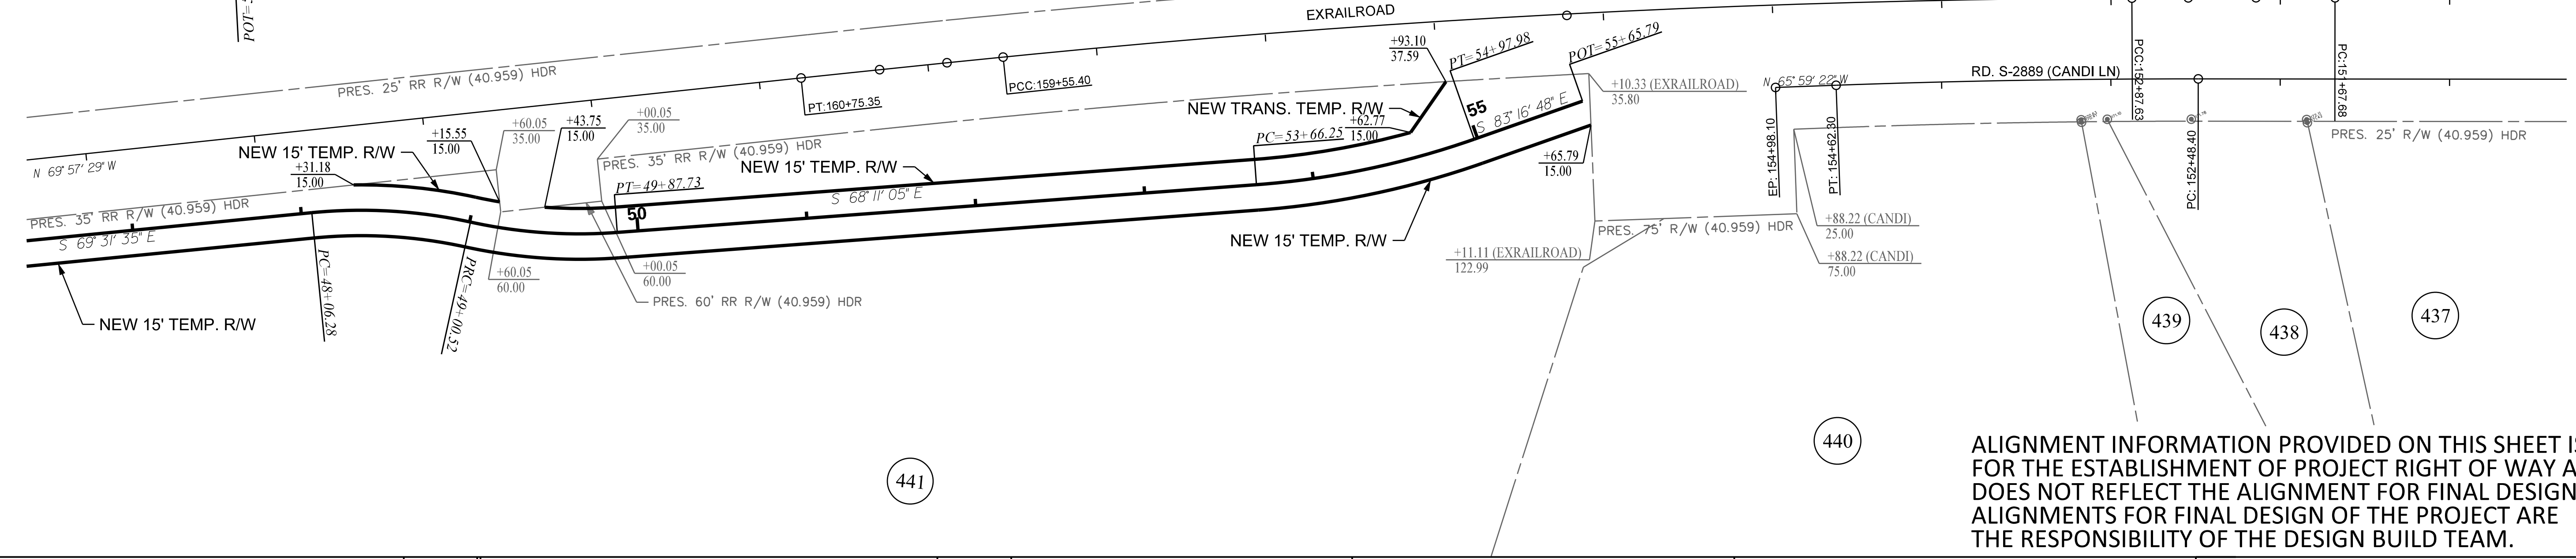 POT=
EXRAILROAD
PRES. 25' RR R/W (40.959) HDR
PCC:159+55.40
PT:160+75.35
+93.10
37.59
PT=54+97.98
POT=55+65.79
+10.33 (EXRAILROAD)
35.80
N 65° 59' 22" W
RD. S-2889 (CANDI LN)
PCC:152+87.63
PC:151+67.68
N 69° 57' 29" W
NEW 15' TEMP. R/W
+15.55
15.00
+60.05
35.00
+43.75
15.00
+00.05
35.00
PRES. 35' RR R/W (40.959) HDR
NEW TRANS. TEMP. R/W
+62.77
15.00
PC=53+66.25
55
S 83° 16' 48" E
+31.18
15.00
NEW 15' TEMP. R/W
+65.79
15.00
EP: 154+98.10
PT: 154+62.30
PC: 152+48.40
PRES. 25' R/W (40.959) HDR
PRES. 35' RR R/W (40.959) HDR
S 69° 31' 35" E
PT=49+87.73
50
S 68° 11' 05" E
NEW 15' TEMP. R/W
PRES. 75' R/W (40.959) HDR
+88.22 (CANDI)
25.00
+11.11 (EXRAILROAD)
122.99
+88.22 (CANDI)
75.00
PC=48+06.28
PRC=49+00.52
+60.05
60.00
+00.05
60.00
PRES. 60' RR R/W (40.959) HDR
NEW 15' TEMP. R/W
439
438
437
440
441
ALIGNMENT INFORMATION PROVIDED ON THIS SHEET I
FOR THE ESTABLISHMENT OF PROJECT RIGHT OF WAY A
DOES NOT REFLECT THE ALIGNMENT FOR FINAL DESIGN
ALIGNMENTS FOR FINAL DESIGN OF THE PROJECT ARE
THE RESPONSIBILITY OF THE DESIGN BUILD TEAM.